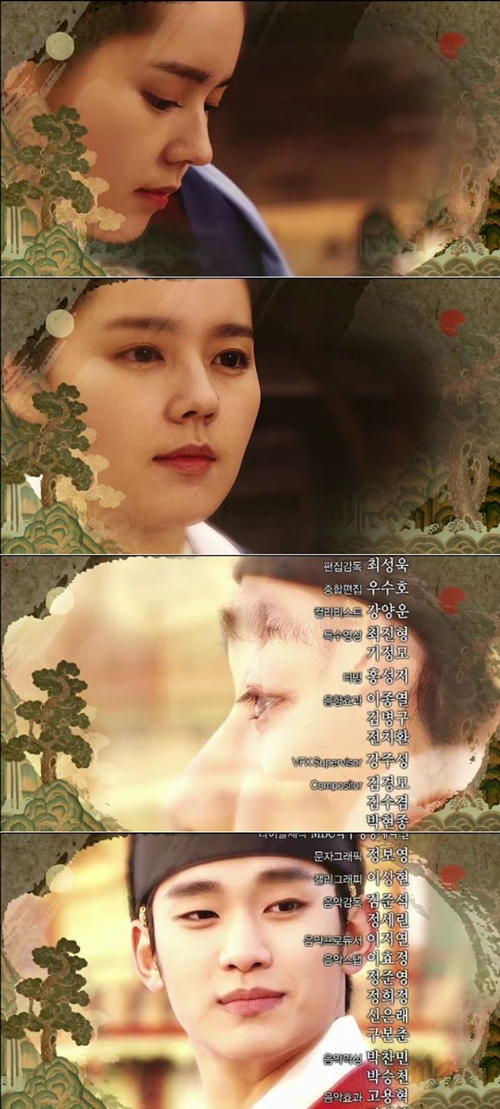 편집감독 최성욱
종합편집 우수호
컬러리스트 강양운
특수영상 최진형
기정모
더빙 홍성지
음향효과 이종열
김병구
전지환
VFX Supervisor 강주성
Compositor 김경모
김수겸
박현종
문자그래픽 정보영
캘리그래피 이상현
음악감독 김준석
정세린
음악프로듀서 이지연
음악스탭 이효정
정준영
정희정
신은래
구본춘
음악믹싱 박찬민
박승천
음악효과 고용혁